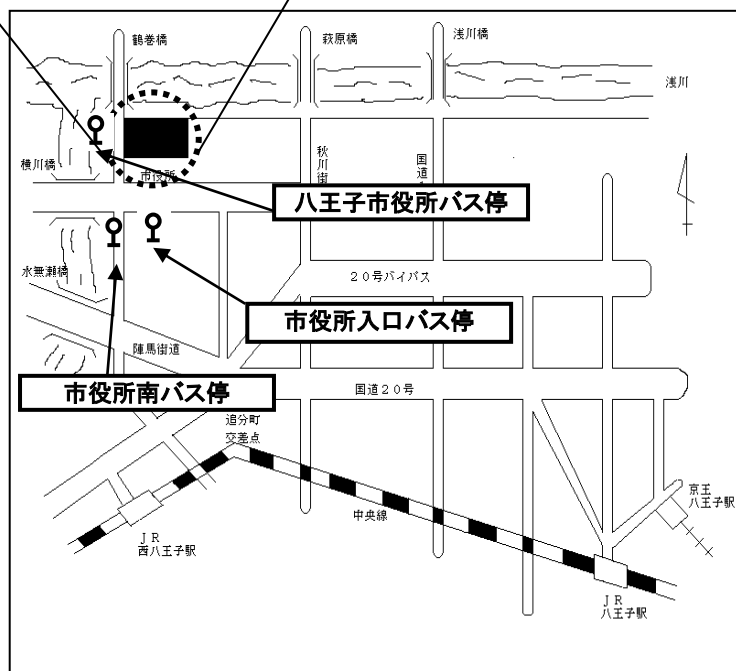 鶴巻橋
萩原橋
浅川橋
浅川
横川橋
市役所
秋川街
国道
八王子市役所バス停
水無瀬橋
20号バイパス
市役所入口バス停
陣馬街道
市役所南バス停
国道20号
追分町
交差点
中央線
京王
八王子駅
JR
西八王子駅
JR
八王子駅